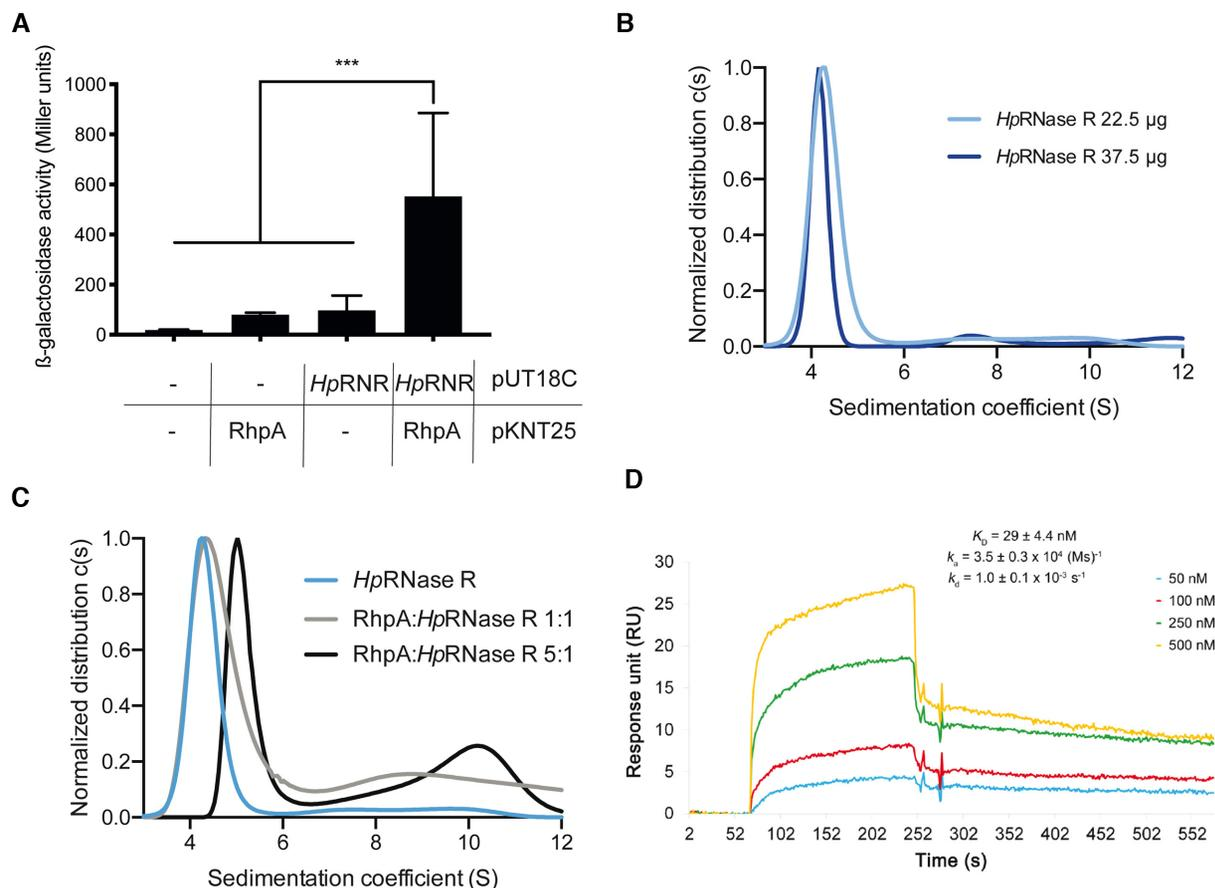 A
ß-galactosidase activity (Miller units)
1000
800
600
400
200
0
***
- - HpRNR HpRNR pUT18C
- RhpA - RhpA pKNT25
B
Normalized distribution c(s)
1.0
0.8
0.6
0.4
0.2
0.0
HpRNase R 22.5 µg
HpRNase R 37.5 µg
4 6 8 10 12
Sedimentation coefficient (S)
C
Normalized distribution c(s)
1.0
0.8
0.6
0.4
0.2
0.0
HpRNase R
RhpA:HpRNase R 1:1
RhpA:HpRNase R 5:1
4 6 8 10 12
Sedimentation coefficient (S)
D
Response unit (RU)
30
25
20
15
10
5
0
K_D = 29 ± 4.4 nM
k_a = 3.5 ± 0.3 x 10⁴ (Ms)⁻¹
k_d = 1.0 ± 0.1 x 10⁻³ s⁻¹
50 nM
100 nM
250 nM
500 nM
2 52 102 152 202 252 302 352 402 452 502 552
Time (s)